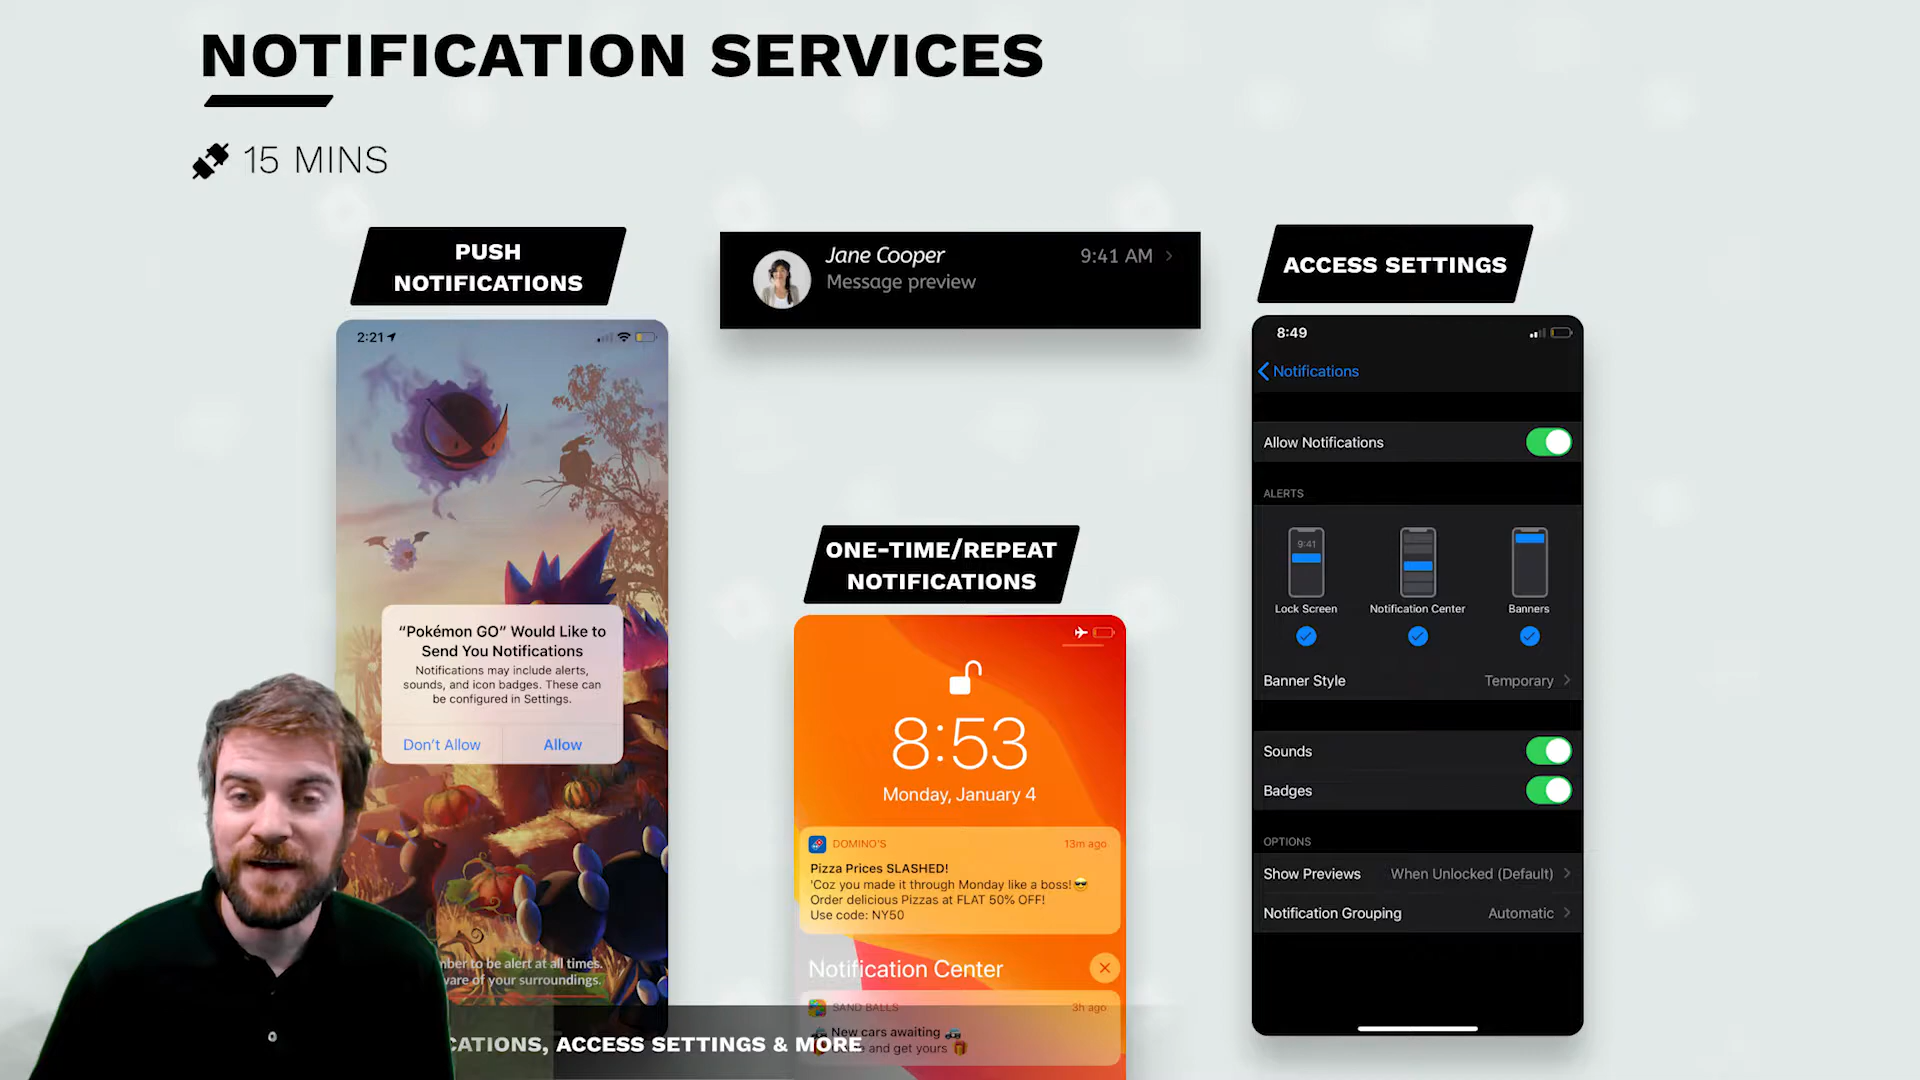 NOTIFICATION SERVICES
15 MINS
PUSH
NOTIFICATIONS
2:21
“Pokémon GO” Would Like to
Send You Notifications
Notifications may include alerts,
sounds, and icon badges. These can
be configured in Settings.
Don’t Allow
Allow
to be alert at all times.
of your surroundings.
Jane Cooper
9:41 AM
Message preview
ONE-TIME/REPEAT
NOTIFICATIONS
8:53
Monday, January 4
DOMINO'S
13m ago
Pizza Prices SLASHED!
'Coz you made it through Monday like a boss!😎
Order delicious Pizzas at FLAT 50% OFF!
Use code: NY50
Notification Center
SAND BALLS
3h ago
New cars awaiting
and get yours
ACCESS SETTINGS
8:49
Notifications
Allow Notifications
ALERTS
9:41
Lock Screen
Notification Center
Banners
Banner Style
Temporary
Sounds
Badges
OPTIONS
Show Previews
When Unlocked (Default)
Notification Grouping
Automatic
CATIONS, ACCESS SETTINGS & MORE